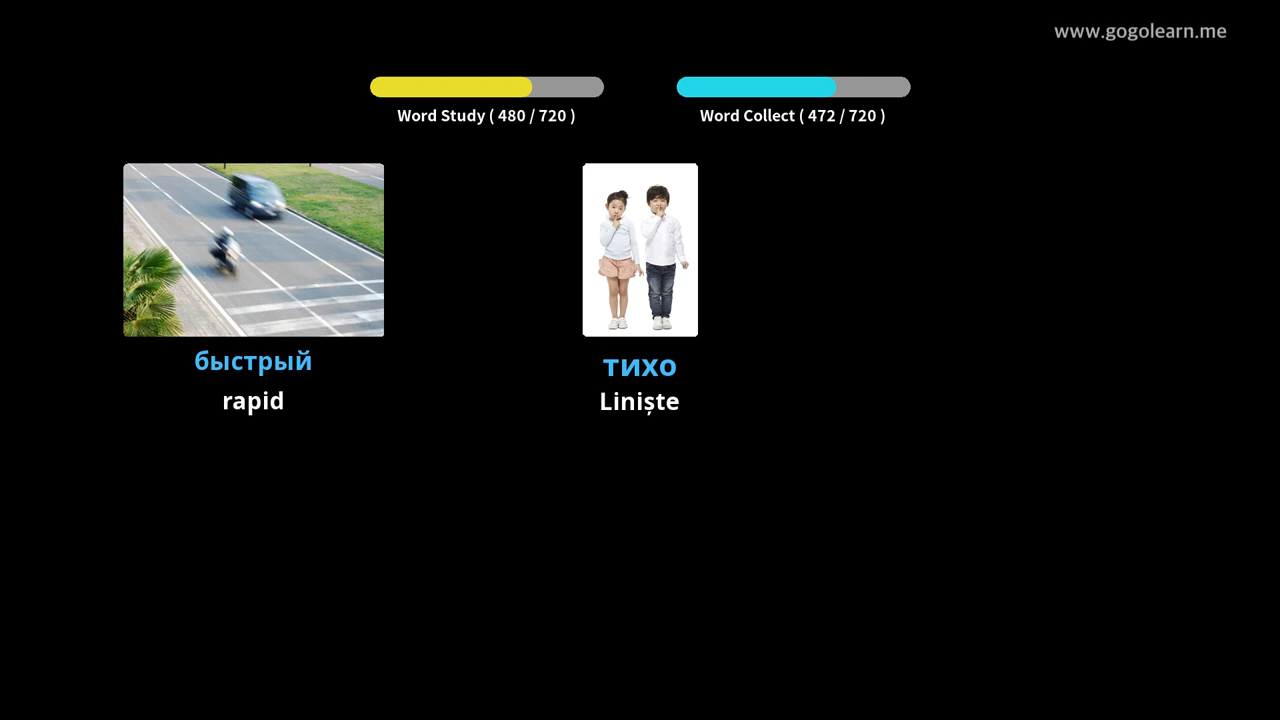 www.gogolearn.me
Word Study ( 480 / 720 )
Word Collect ( 472 / 720 )
быстрый
rapid
тихо
Liniște